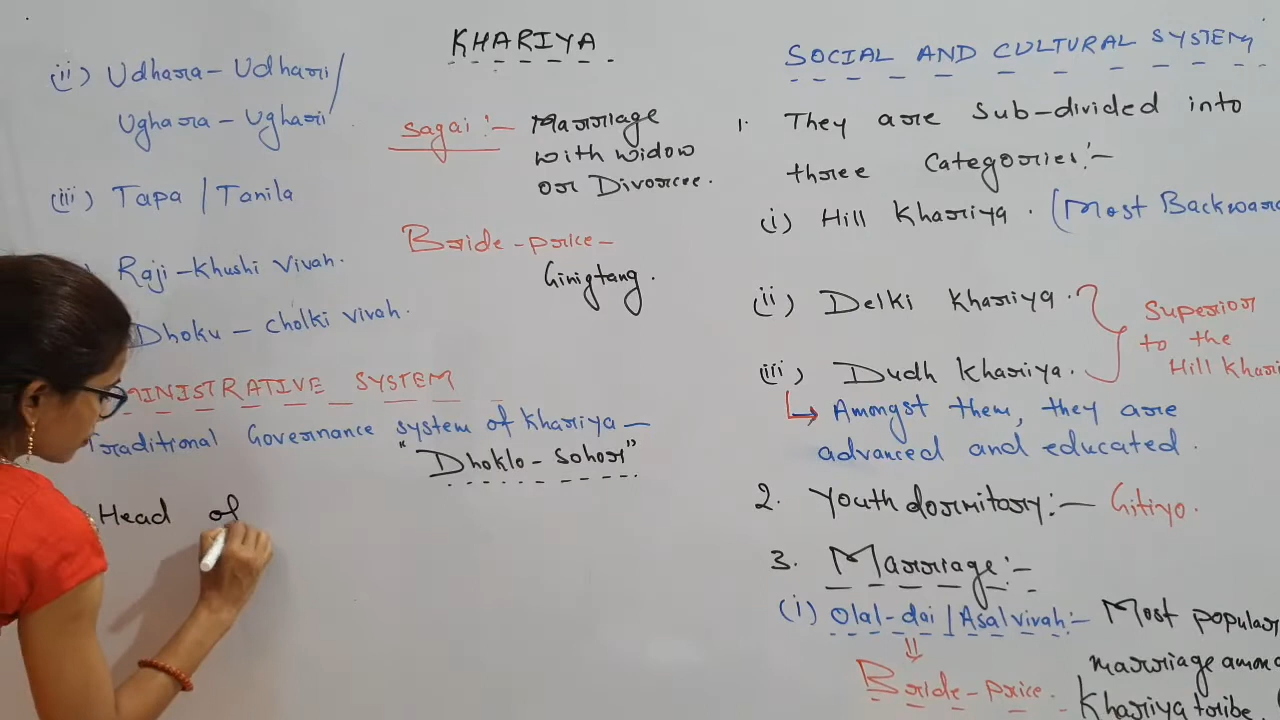 KHARIYA
(ii) Udhara - Udhari /
Ughara - Ughari
(iii) Tapa / Tanila
) Raji - Khushi Vivah.
Dhoku - cholki vivah.
MINISTRATIVE SYSTEM
Traditional Governance system of Khariya —
"Dhoklo - Sohor"
Head of
Sagai :- Marriage
with widow
or Divorcee.
Bride - price -
Ginigtang.
SOCIAL AND CULTURAL SYSTEM
1. They are Sub-divided into
three Categories:-
(i) Hill Khariya. (Most Backward
(ii) Delki Khariya.
(iii) Dudh Khariya.
Superior
to the
Hill Khari
Amongst them, they are
advanced and educated.
2. Youth dormitory: - Gitiyo.
3. Marriage:-
(i) Olal-dai / Asal vivah:- Most popular
marriage among
Khariya tribe.
Bride-price.